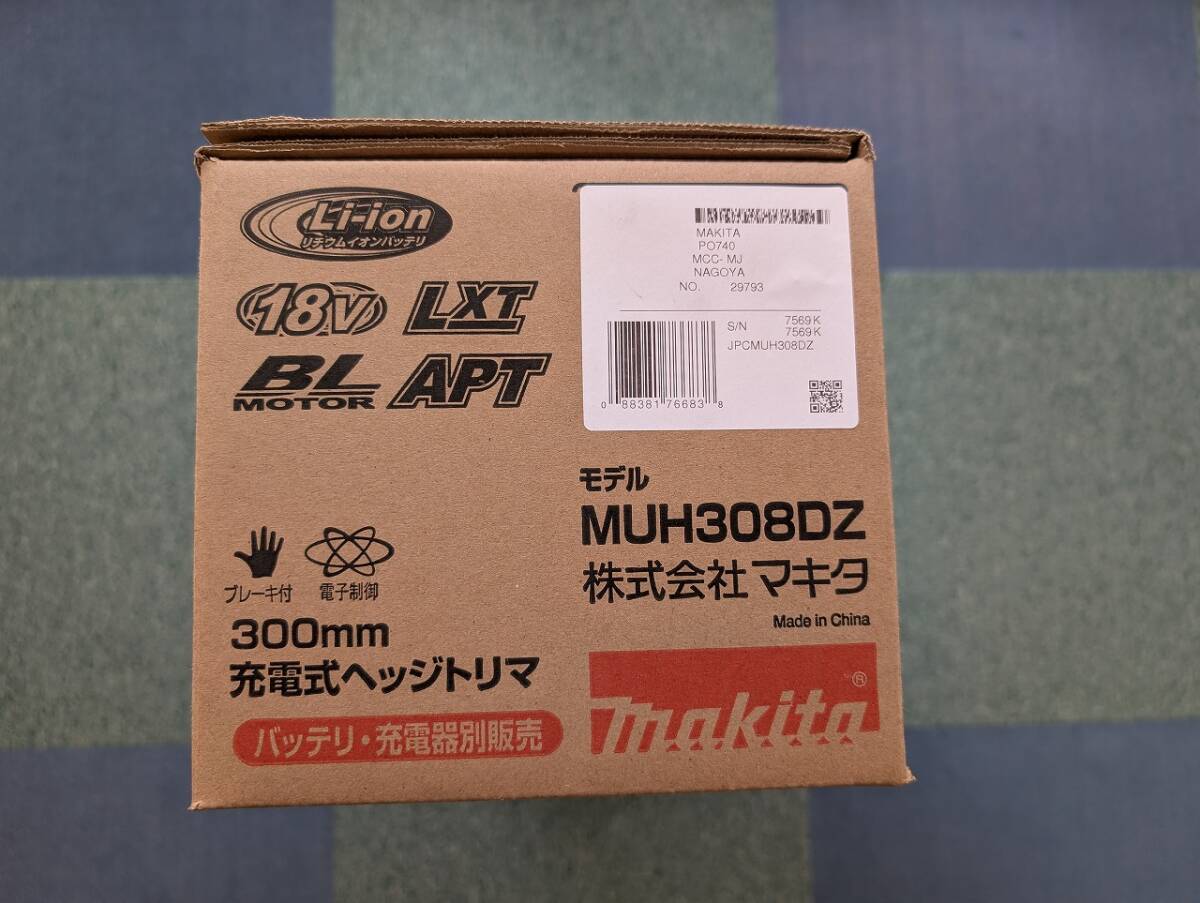 Li-ion
リチウムイオンバッテリ
18V LXT
BL MOTOR APT
MAKITA
PO740
MCC- MJ
NAGOYA
NO. 29793
S/N 7569 K
7569 K
JPCMUH308DZ
0 88381 76683 8
モデル
MUH308DZ
株式会社マキタ
Made in China
ブレーキ付 電子制御
300mm
充電式ヘッジトリマ
バッテリ・充電器別販売
makita®